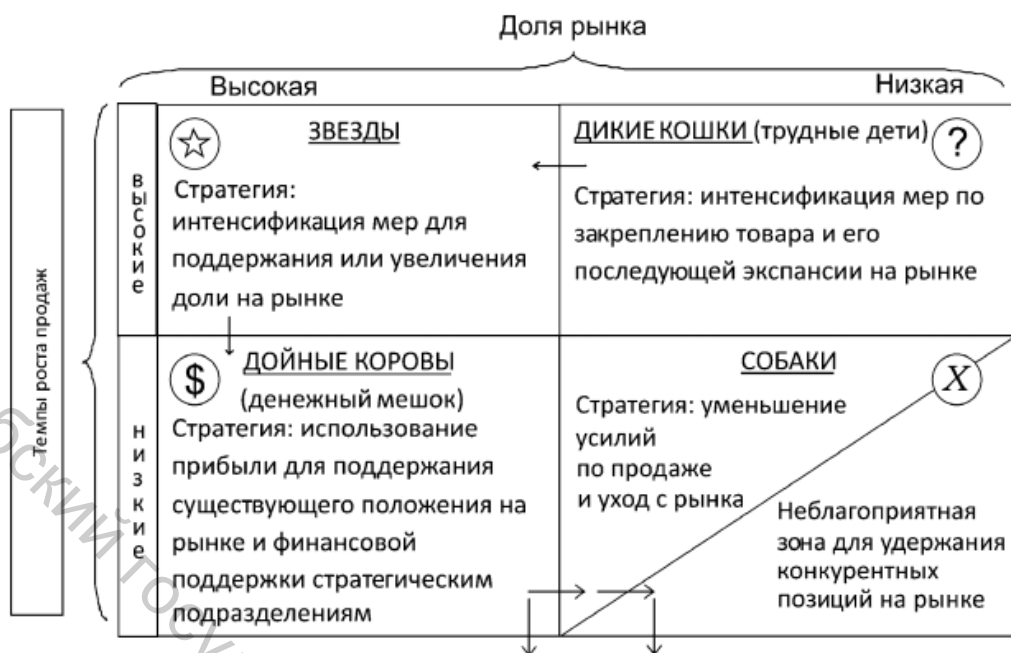 Доля рынка
Высокая
Низкая
Темпы роста продаж
высокие
☆
ЗВЕЗДЫ
Стратегия:
интенсификация мер для
поддержания или увеличения
доли на рынке
ДИКИЕ КОШКИ (трудные дети)
?
Стратегия: интенсификация мер по
закреплению товара и его
последующей экспансии на рынке
низкие
$
ДОЙНЫЕ КОРОВЫ
(денежный мешок)
Стратегия: использование
прибыли для поддержания
существующего положения на
рынке и финансовой
поддержки стратегическим
подразделениям
СОБАКИ
X
Стратегия: уменьшение
усилий
по продаже
и уход с рынка
Неблагоприятная
зона для удержания
конкурентных
позиций на рынке